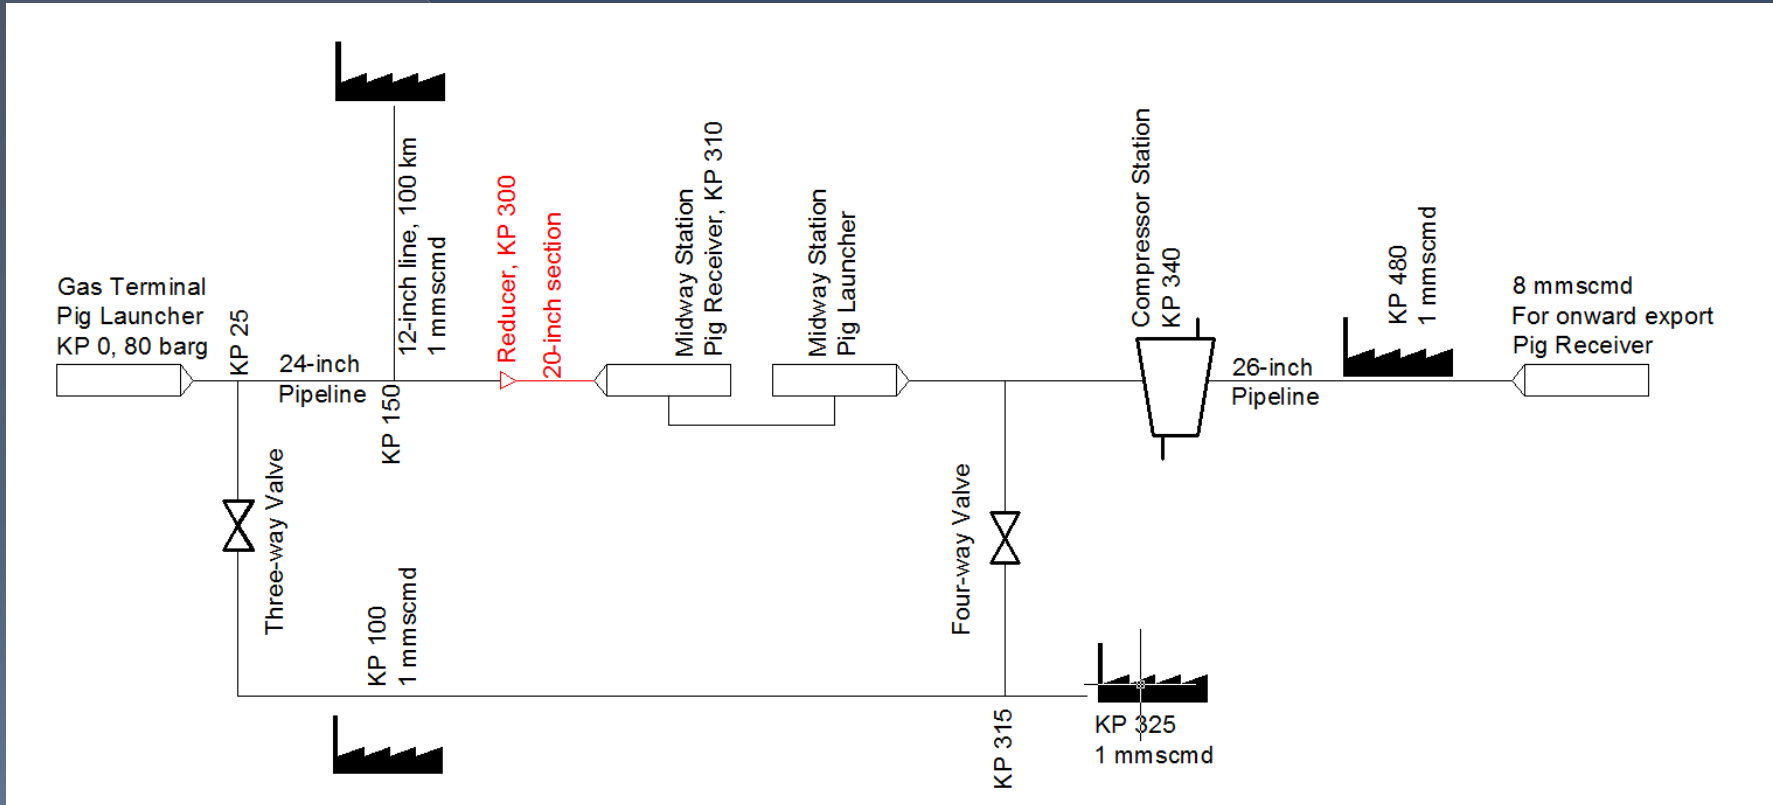 Gas Terminal
Pig Launcher
KP 0, 80 barg
KP 25
24-inch
Pipeline
12-inch line, 100 km
1 mmscmd
KP 150
Reducer, KP 300
20-inch section
Midway Station
Pig Receiver, KP 310
Midway Station
Pig Launcher
Compressor Station
KP 340
26-inch
Pipeline
KP 480
1 mmscmd
8 mmscmd
For onward export
Pig Receiver
Three-way Valve
KP 100
1 mmscmd
Four-way Valve
KP 315
KP 325
1 mmscmd